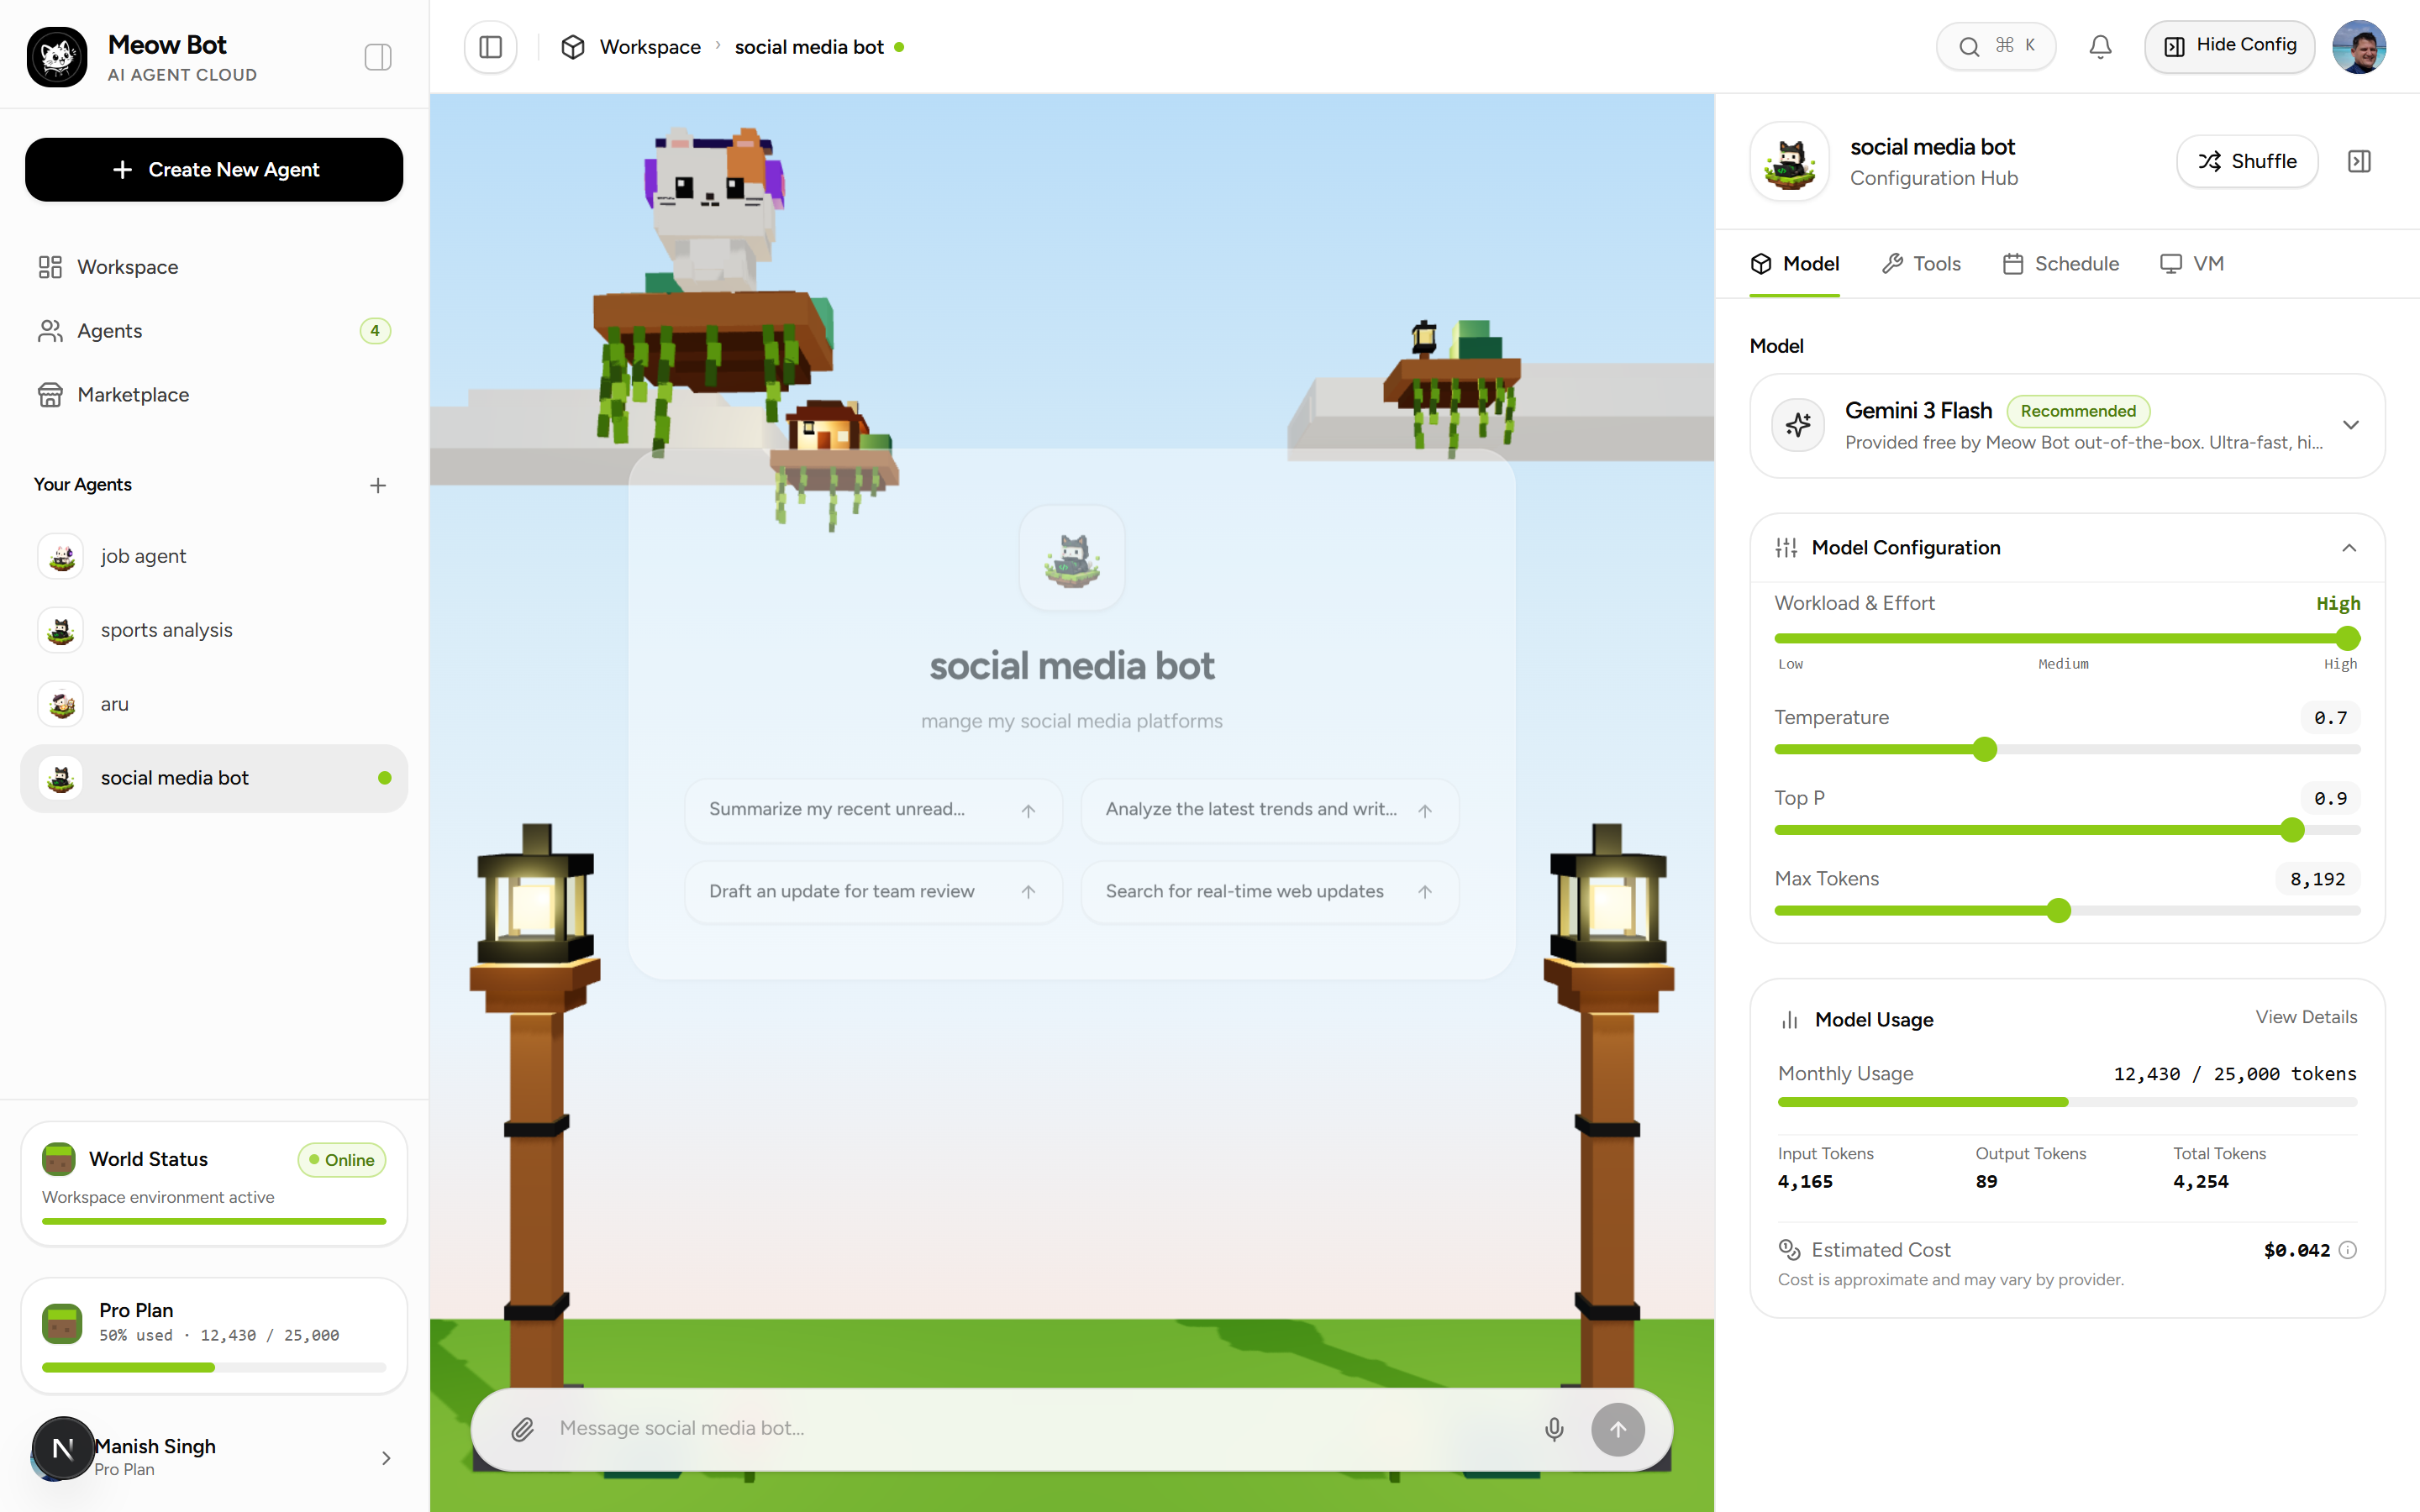 Meow Bot
AI AGENT CLOUD
Create New Agent
Workspace
Agents
4
Marketplace
Your Agents
job agent
sports analysis
aru
social media bot
World Status
Online
Workspace environment active
Pro Plan
50% used · 12,430 / 25,000
N
Manish Singh
Pro Plan
Workspace › social media bot
⌘ K
Hide Config
social media bot
mange my social media platforms
Summarize my recent unread...
Analyze the latest trends and writ...
Draft an update for team review
Search for real-time web updates
Message social media bot...
social media bot
Configuration Hub
Shuffle
Model
Tools
Schedule
VM
Model
Gemini 3 Flash
Recommended
Provided free by Meow Bot out-of-the-box. Ultra-fast, hi...
Model Configuration
Workload & Effort
High
Low
Medium
High
Temperature
0.7
Top P
0.9
Max Tokens
8,192
Model Usage
View Details
Monthly Usage
12,430 / 25,000 tokens
Input Tokens
4,165
Output Tokens
89
Total Tokens
4,254
Estimated Cost
$0.042
Cost is approximate and may vary by provider.